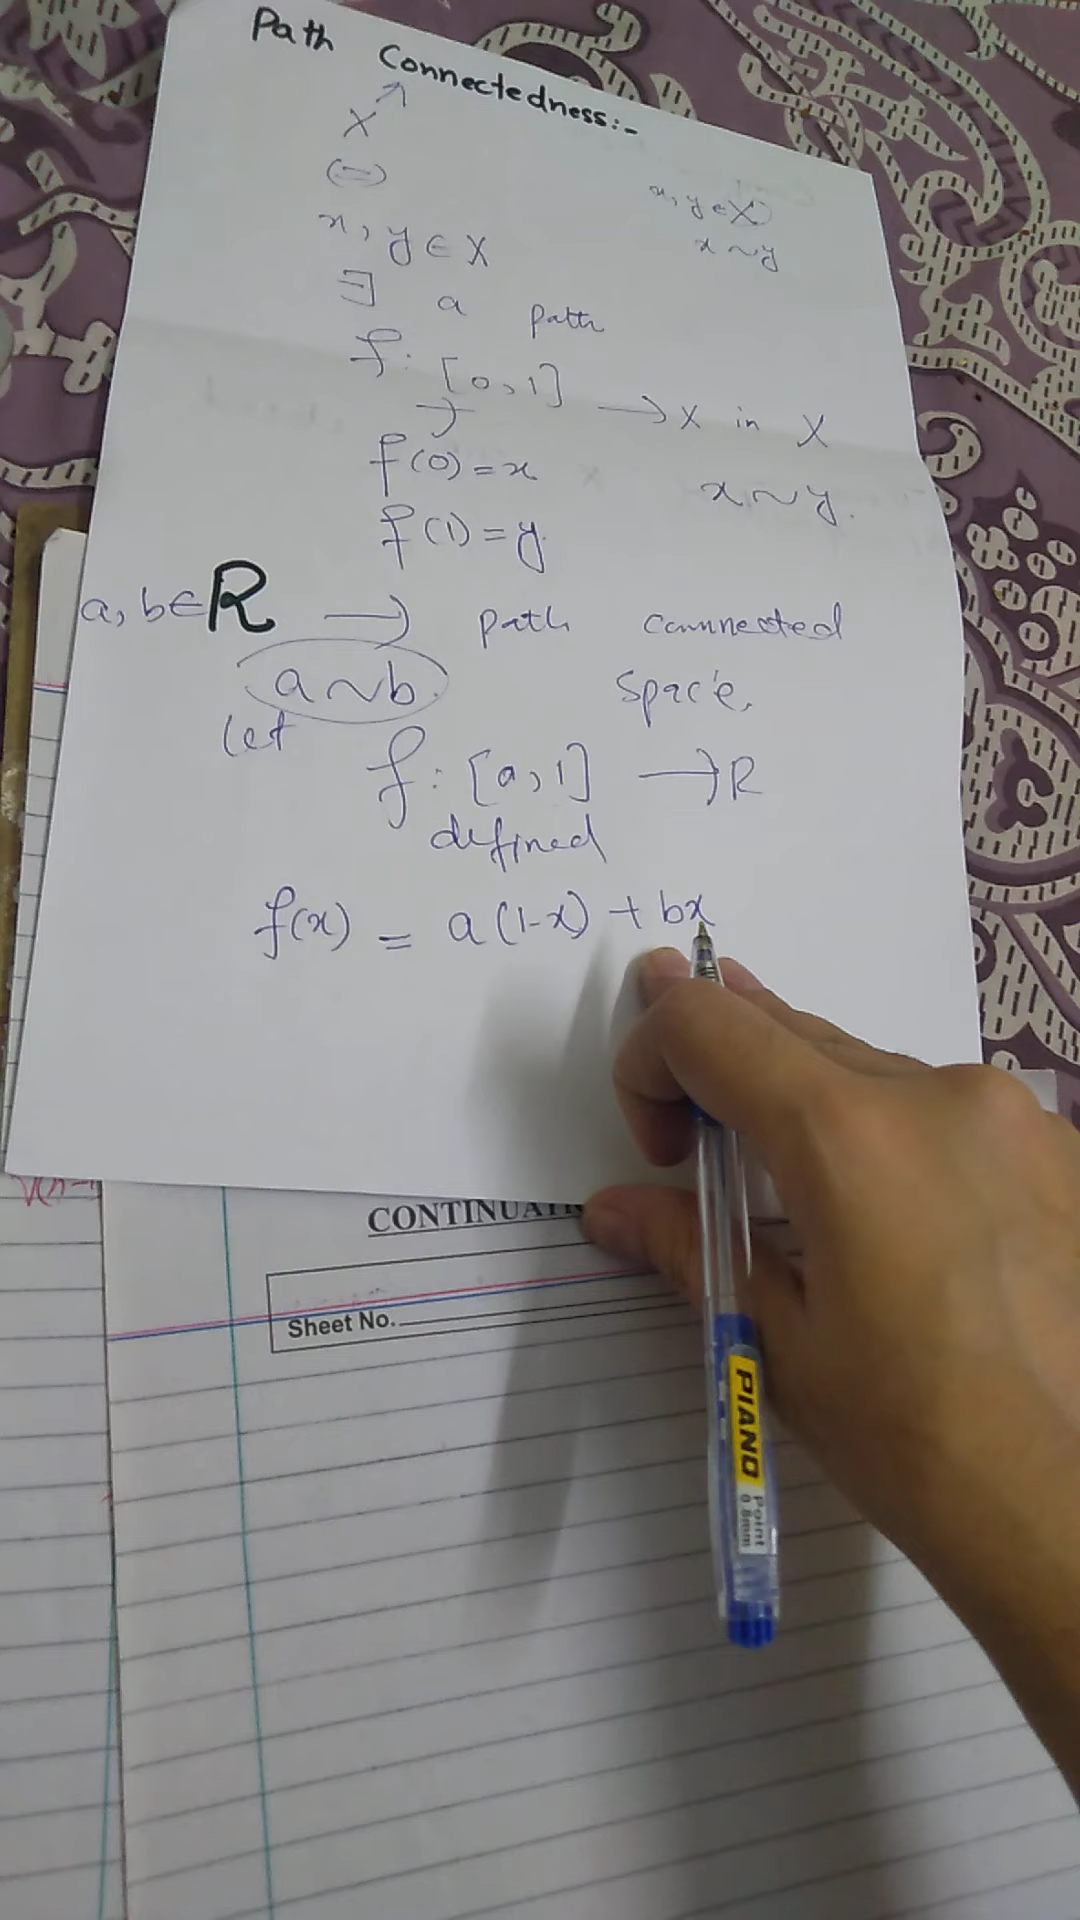 Path Connectedness:-
X
(=)
x, y ∈ X
x, y ∈ X
x ~ y
∃ a path
f: [0, 1] → X in X
f(0) = x
x ~ y.
f(1) = y.
a, b ∈ R → path connected
a ~ b.
space.
Let
f: [a, 1] → R
defined
f(x) = a(1-x) + bx
CONTINUATI
Sheet No.
PIANO
Point
0.8mm